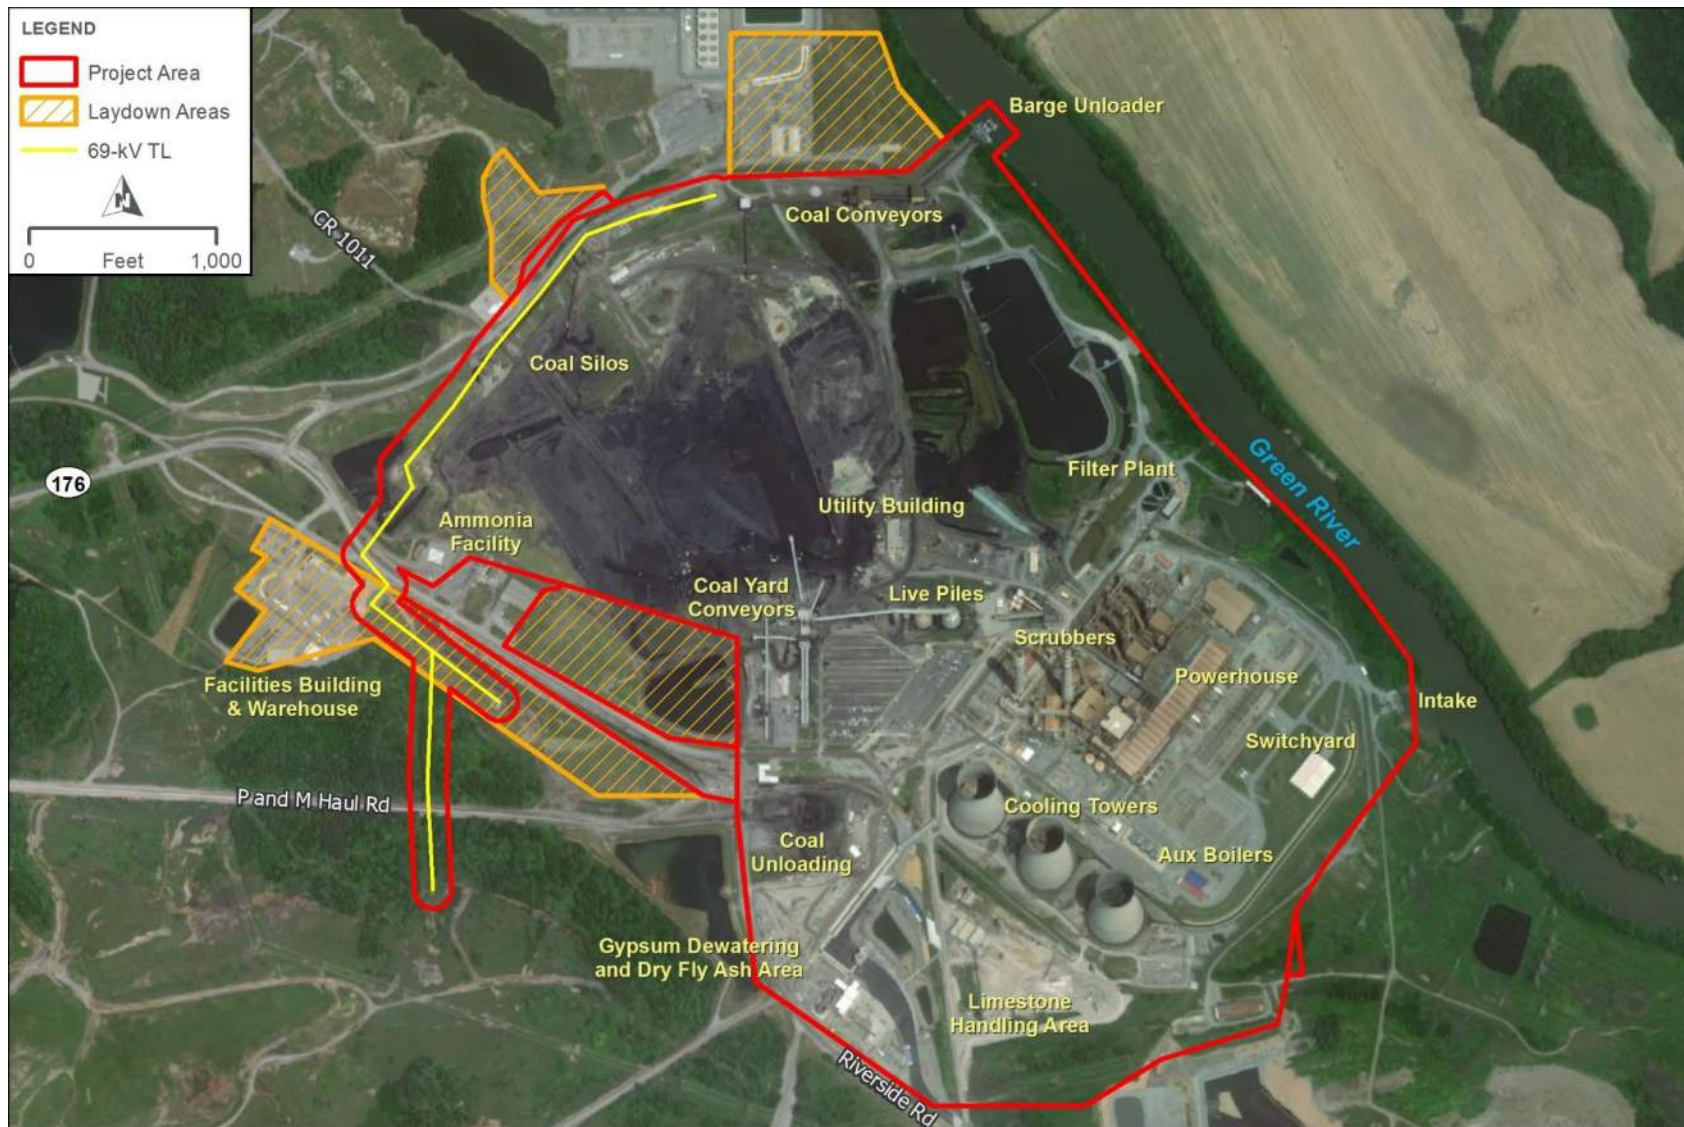 LEGEND
Project Area
Laydown Areas
69-kV TL
N
0 Feet 1,000
Barge Unloader
Coal Conveyors
CR 1011
Coal Silos
Green River
Filter Plant
176
Utility Building
Ammonia
Facility
Coal Yard
Conveyors
Live Piles
Scrubbers
Powerhouse
Facilities Building
& Warehouse
Intake
Switchyard
P and M Haul Rd
Cooling Towers
Coal
Unloading
Aux Boilers
Gypsum Dewatering
and Dry Fly Ash Area
Limestone
Handling Area
Riverside Rd